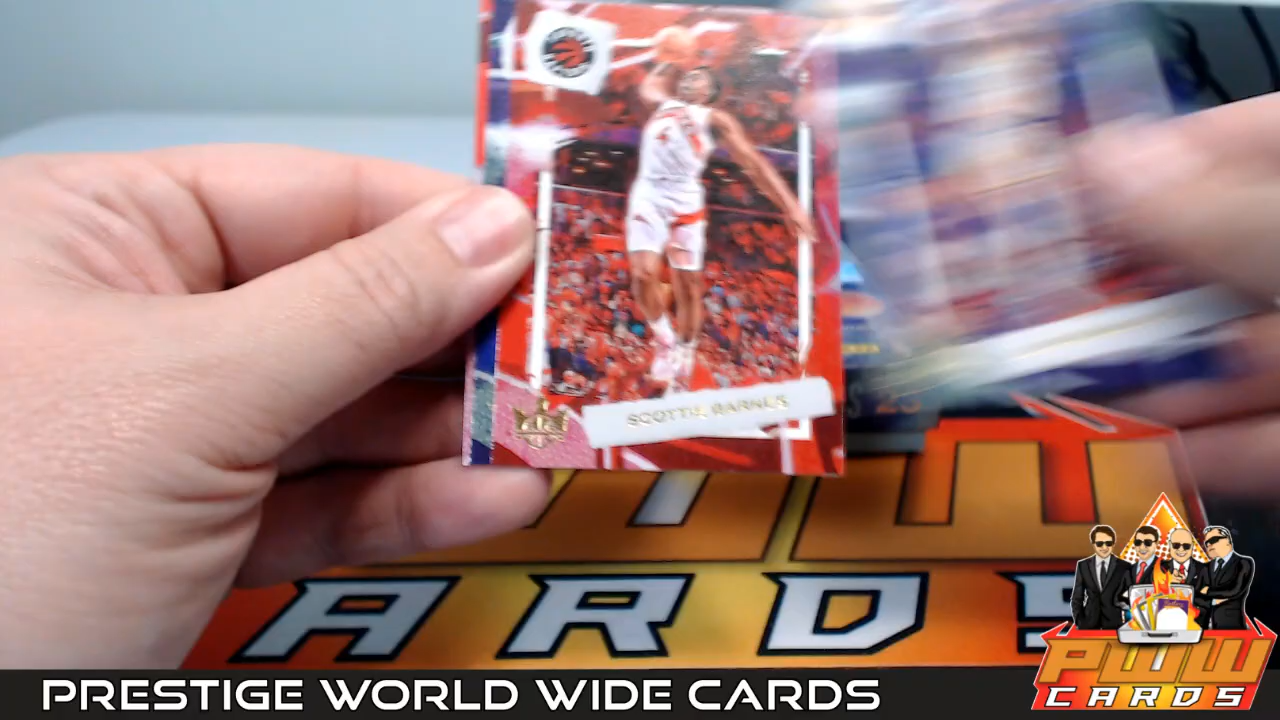 SCOTTIE BARNES
ARDS
PWW
CARDS
PRESTIGE WORLD WIDE CARDS